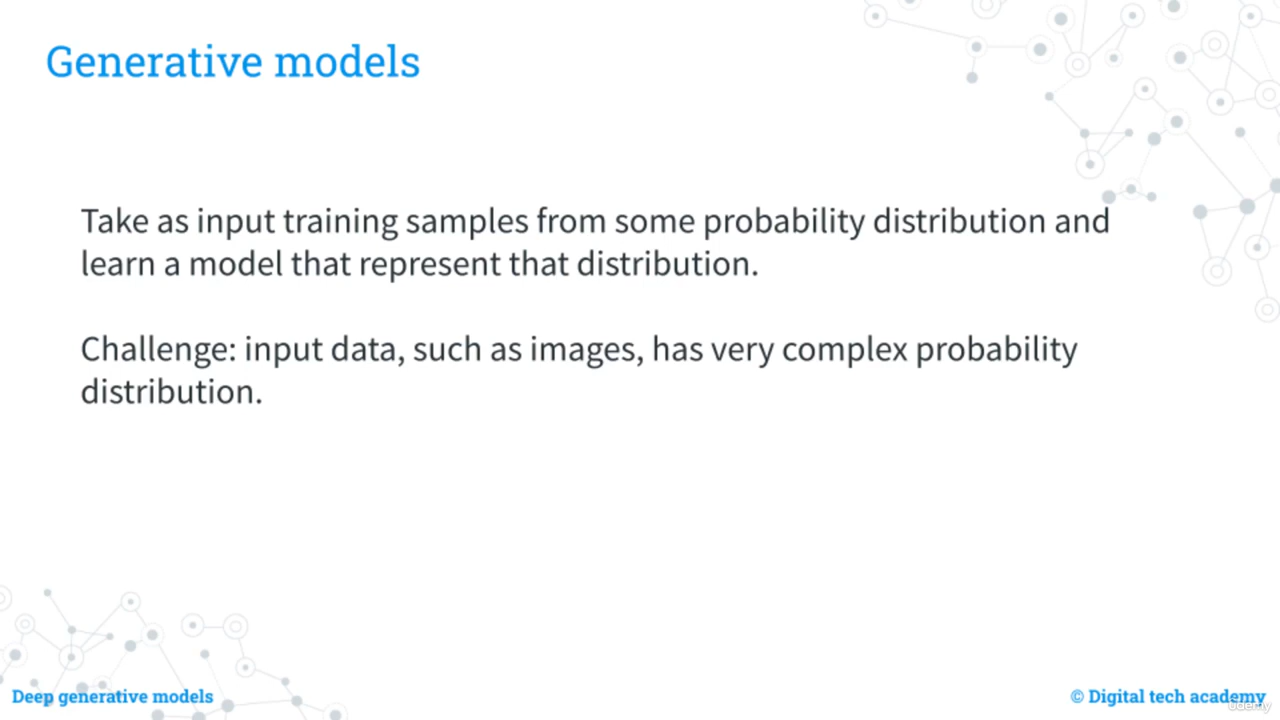 Generative models
Take as input training samples from some probability distribution and
learn a model that represent that distribution.
Challenge: input data, such as images, has very complex probability
distribution.
Deep generative models
© Digital tech academy
udemy